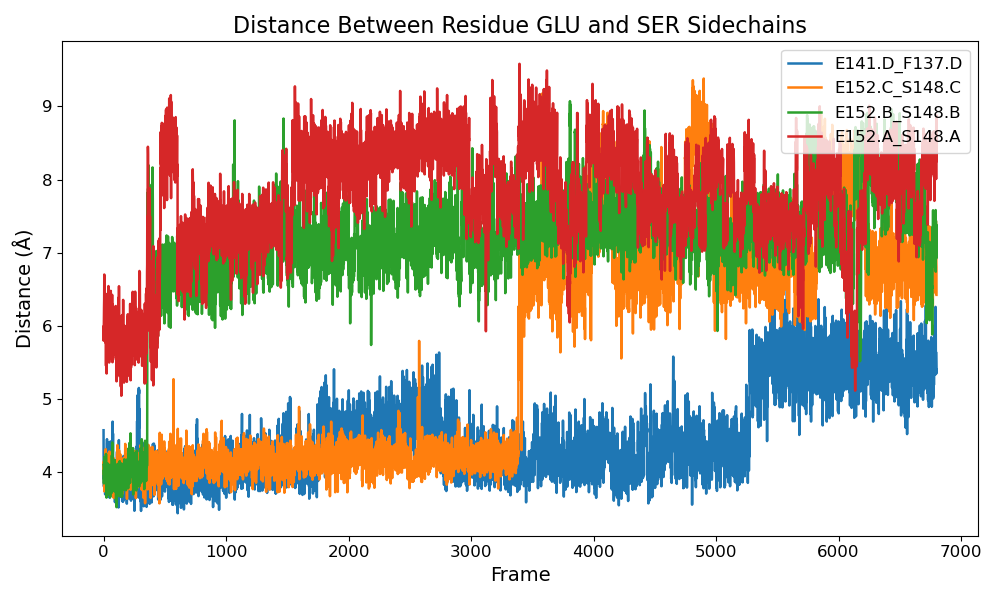 Distance Between Residue GLU and SER Sidechains
E141.D_F137.D
E152.C_S148.C
E152.B_S148.B
E152.A_S148.A
Distance (Å)
9
8
7
6
5
4
0 1000 2000 3000 4000 5000 6000 7000
Frame